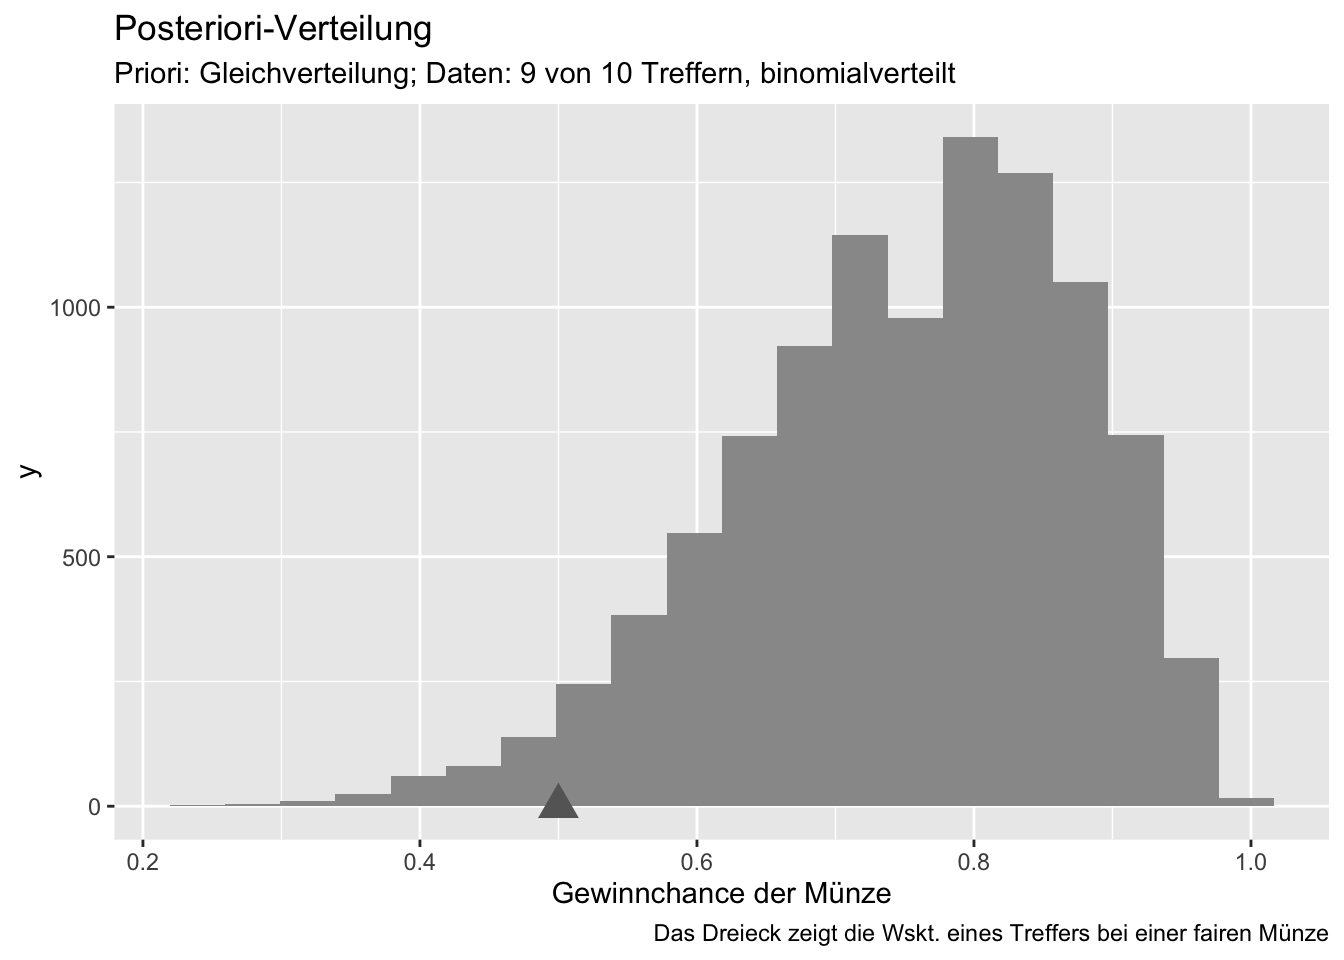 Posteriori-Verteilung
Priori: Gleichverteilung; Daten: 9 von 10 Treffern, binomialverteilt
1000
500
0
y
0.2 0.4 0.6 0.8 1.0
Gewinnchance der Münze
Das Dreieck zeigt die Wskt. eines Treffers bei einer fairen Münze